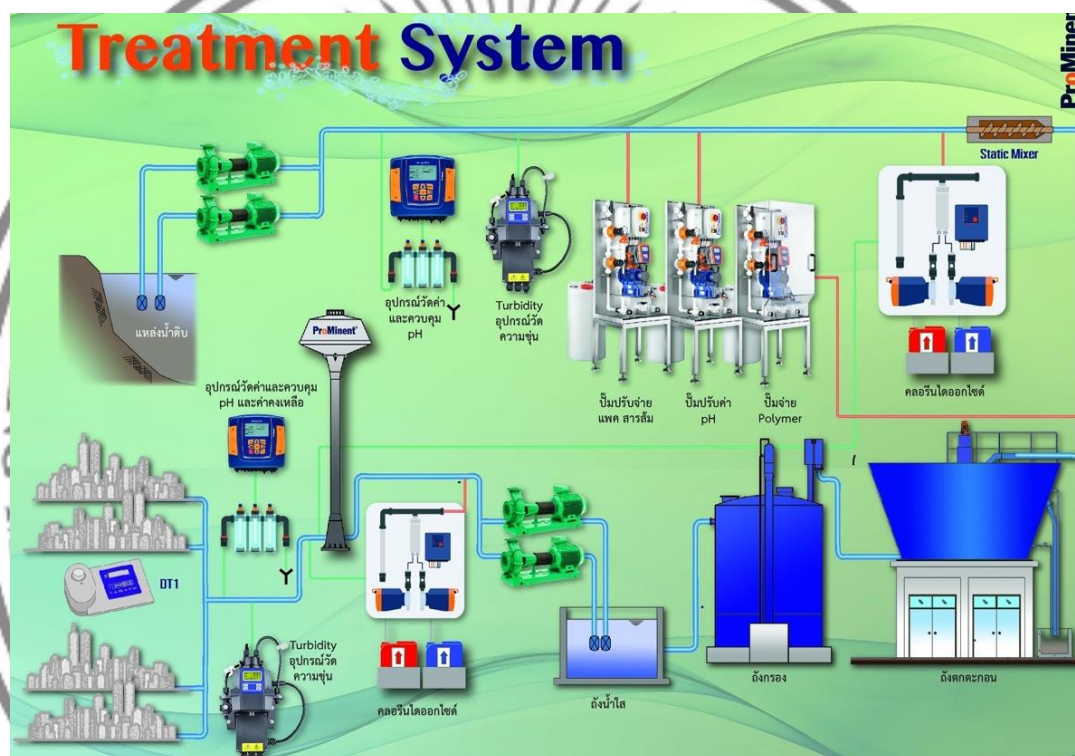 Treatment System
ProMinen
Static Mixer
แหล่งน้ำดิบ
อุปกรณ์วัดค่า
และควบคุม
pH
Turbidity
อุปกรณ์วัด
ความขุ่น
ปั๊มปรับจ่าย
แพค สารส้ม
ปั๊มปรับค่า
pH
ปั๊มจ่าย
Polymer
คลอรีนไดออกไซด์
ProMinent
อุปกรณ์วัดค่าและควบคุม
pH และค่าคงเหลือ
DT1
Turbidity
อุปกรณ์วัด
ความขุ่น
คลอรีนไดออกไซด์
ถังน้ำใส
ถังกรอง
ถังตกตะกอน